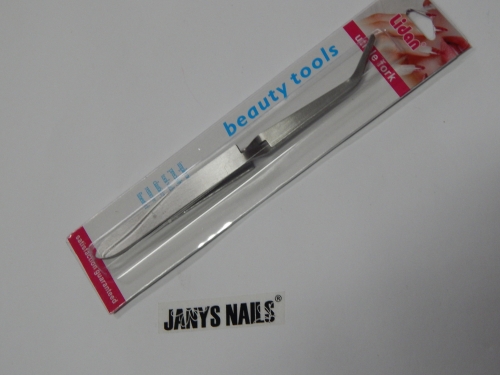 Lidan
beauty tools
satisfaction guaranteed
JANYS NAILS®